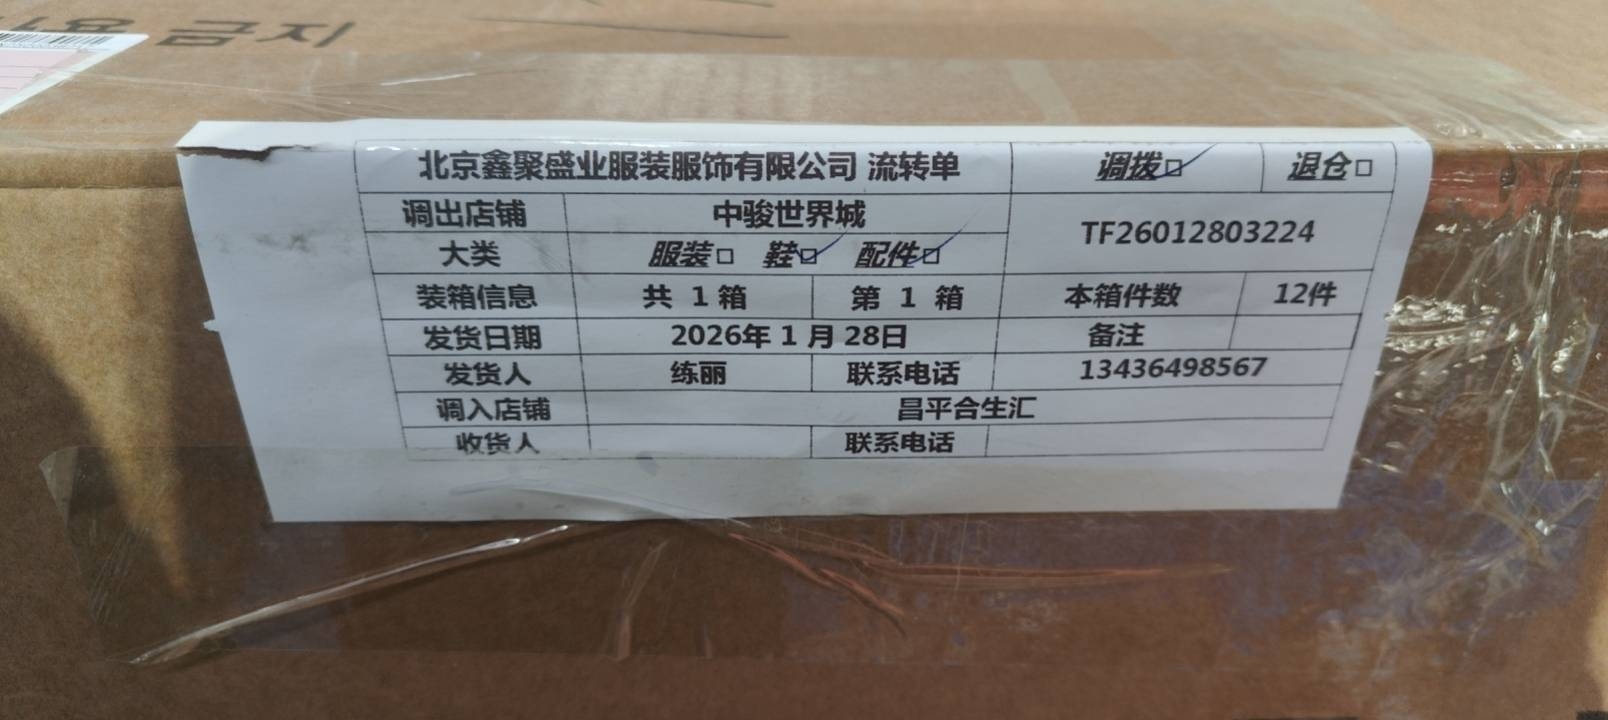 금지
北京鑫聚盛业服装服饰有限公司 流转单 调拨☑ 退仓□
调出店铺 中骏世界城 TF26012803224
大类 服装□ 鞋☑ 配件☑
装箱信息 共 1 箱 第 1 箱 本箱件数 12件
发货日期 2026年 1 月 28日 备注
发货人 练丽 联系电话 13436498567
调入店铺 昌平合生汇
收货人 联系电话